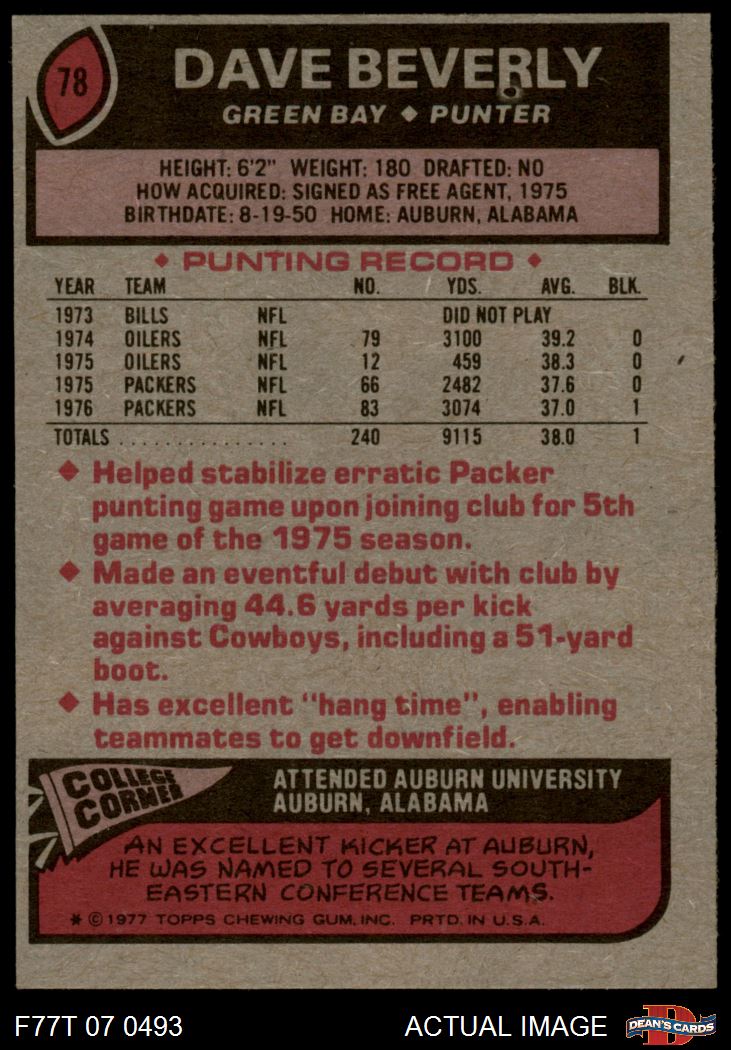 78
DAVE BEVERLY
GREEN BAY ◆ PUNTER
HEIGHT: 6'2" WEIGHT: 180 DRAFTED: NO
HOW ACQUIRED: SIGNED AS FREE AGENT, 1975
BIRTHDATE: 8-19-50 HOME: AUBURN, ALABAMA
◆ PUNTING RECORD ◆
YEAR TEAM NO. YDS. AVG. BLK.
1973 BILLS NFL DID NOT PLAY
1974 OILERS NFL 79 3100 39.2 0
1975 OILERS NFL 12 459 38.3 0
1975 PACKERS NFL 66 2482 37.6 0
1976 PACKERS NFL 83 3074 37.0 1
TOTALS . . . . . . . . . . . . . . . 240 9115 38.0 1
◆ Helped stabilize erratic Packer
punting game upon joining club for 5th
game of the 1975 season.
◆ Made an eventful debut with club by
averaging 44.6 yards per kick
against Cowboys, including a 51-yard
boot.
◆ Has excellent "hang time", enabling
teammates to get downfield.
COLLEGE
CORNER
ATTENDED AUBURN UNIVERSITY
AUBURN, ALABAMA
AN EXCELLENT KICKER AT AUBURN,
HE WAS NAMED TO SEVERAL SOUTH-
EASTERN CONFERENCE TEAMS.
* © 1977 TOPPS CHEWING GUM, INC. PRTD. IN U.S.A.
F77T 07 0493 ACTUAL IMAGE
DEAN'S CARDS